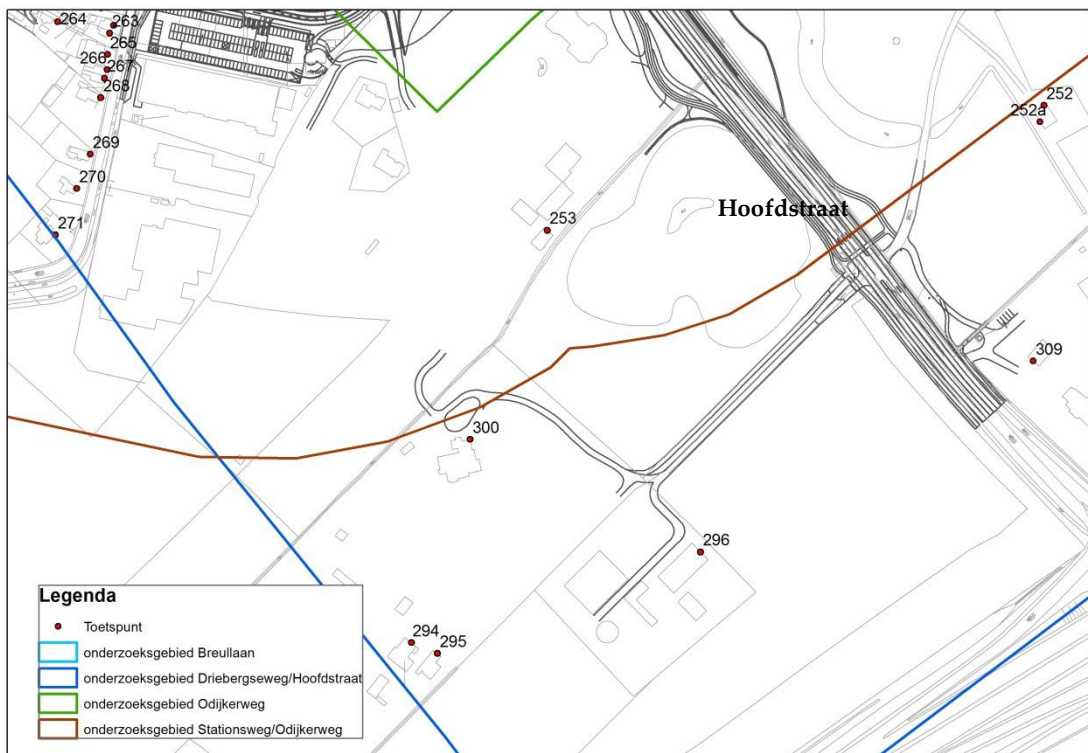 264
263
265
266
267
268
269
270
271
253
252
252a
Hoofdstraat
309
300
296
294
295
Legenda
Toetspunt
onderzoeksgebied Breullaan
onderzoeksgebied Driebergseweg/Hoofdstraat
onderzoeksgebied Odijkerweg
onderzoeksgebied Stationsweg/Odijkerweg